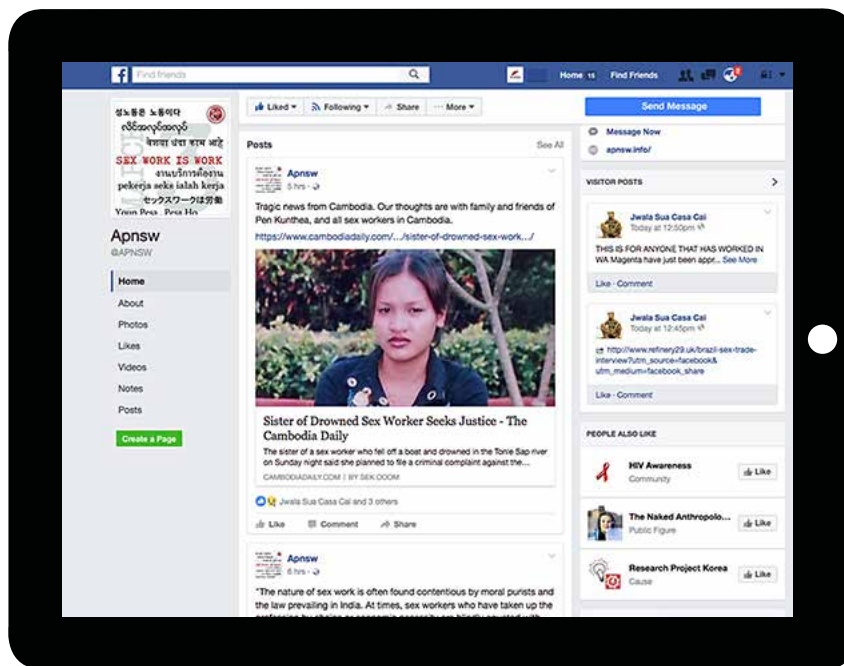 Find friends
Home 15
Find Friends
2
성노동은 노동이다
လိင်အလုပ်အလုပ်
वेश्या धंदा काम आहे
SEX WORK IS WORK
งานบริการคืองาน
pekerja seks ialah kerja
セックスワークは労働
Apnsw
@APNSW
Home
About
Photos
Likes
Videos
Notes
Posts
Create a Page
Liked
Following
Share
More
Posts
See All
Apnsw
5 hrs
Tragic news from Cambodia. Our thoughts are with family and friends of
Pen Kunthea, and all sex workers in Cambodia.
https://www.cambodiadaily.com/.../sister-of-drowned-sex-work.../
Sister of Drowned Sex Worker Seeks Justice - The
Cambodia Daily
The sister of a sex worker who fell off a boat and drowned in the Tonle Sap river
on Sunday night said she planned to file a criminal complaint against the...
CAMBODIADAILY.COM | BY SEK ODOM
Jwala Sua Casa Cai and 3 others
Like
Comment
Share
Apnsw
6 hrs
"The nature of sex work is often found contentious by moral purists and
the law prevailing in India. At times, sex workers who have taken up the
Send Message
Message Now
apnsw.info/
VISITOR POSTS
Jwala Sua Casa Cai
Today at 12:50pm
THIS IS FOR ANYONE THAT HAS WORKED IN
WA Magenta have just been appr... See More
Like · Comment
Jwala Sua Casa Cai
Today at 12:45pm
http://www.refinery29.uk/brazil-sex-trade-
interview?utm_source=facebook&
utm_medium=facebook_share
Like · Comment
PEOPLE ALSO LIKE
HIV Awareness
Community
Like
The Naked Anthropolo...
Public Figure
Like
Research Project Korea
Cause
Like